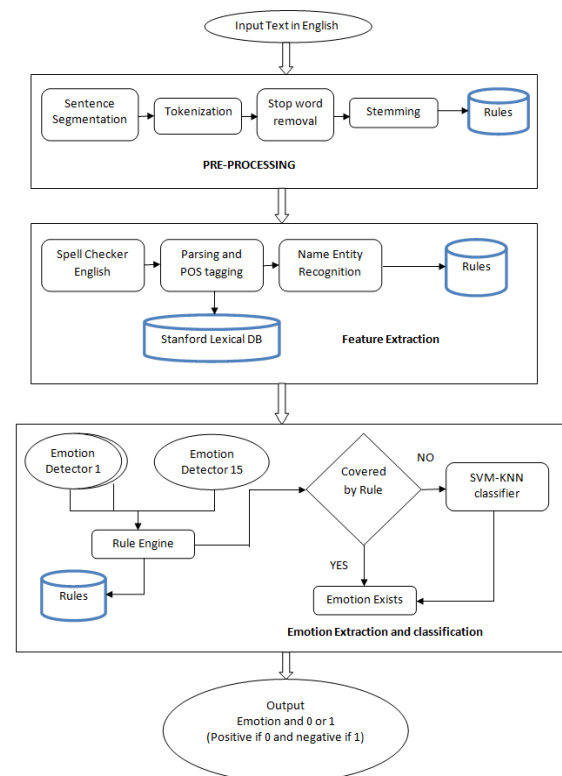 Input Text in English
Sentence
Segmentation
Tokenization
Stop word
removal
Stemming
Rules
PRE-PROCESSING
Spell Checker
English
Parsing and
POS tagging
Name Entity
Recognition
Rules
Stanford Lexical DB
Feature Extraction
Emotion
Detector 1
Emotion
Detector 15
Covered
by Rule
NO
SVM-KNN
classifier
Rule Engine
YES
Rules
Emotion Exists
Emotion Extraction and classification
Output
Emotion and 0 or 1
(Positive if 0 and negative if 1)